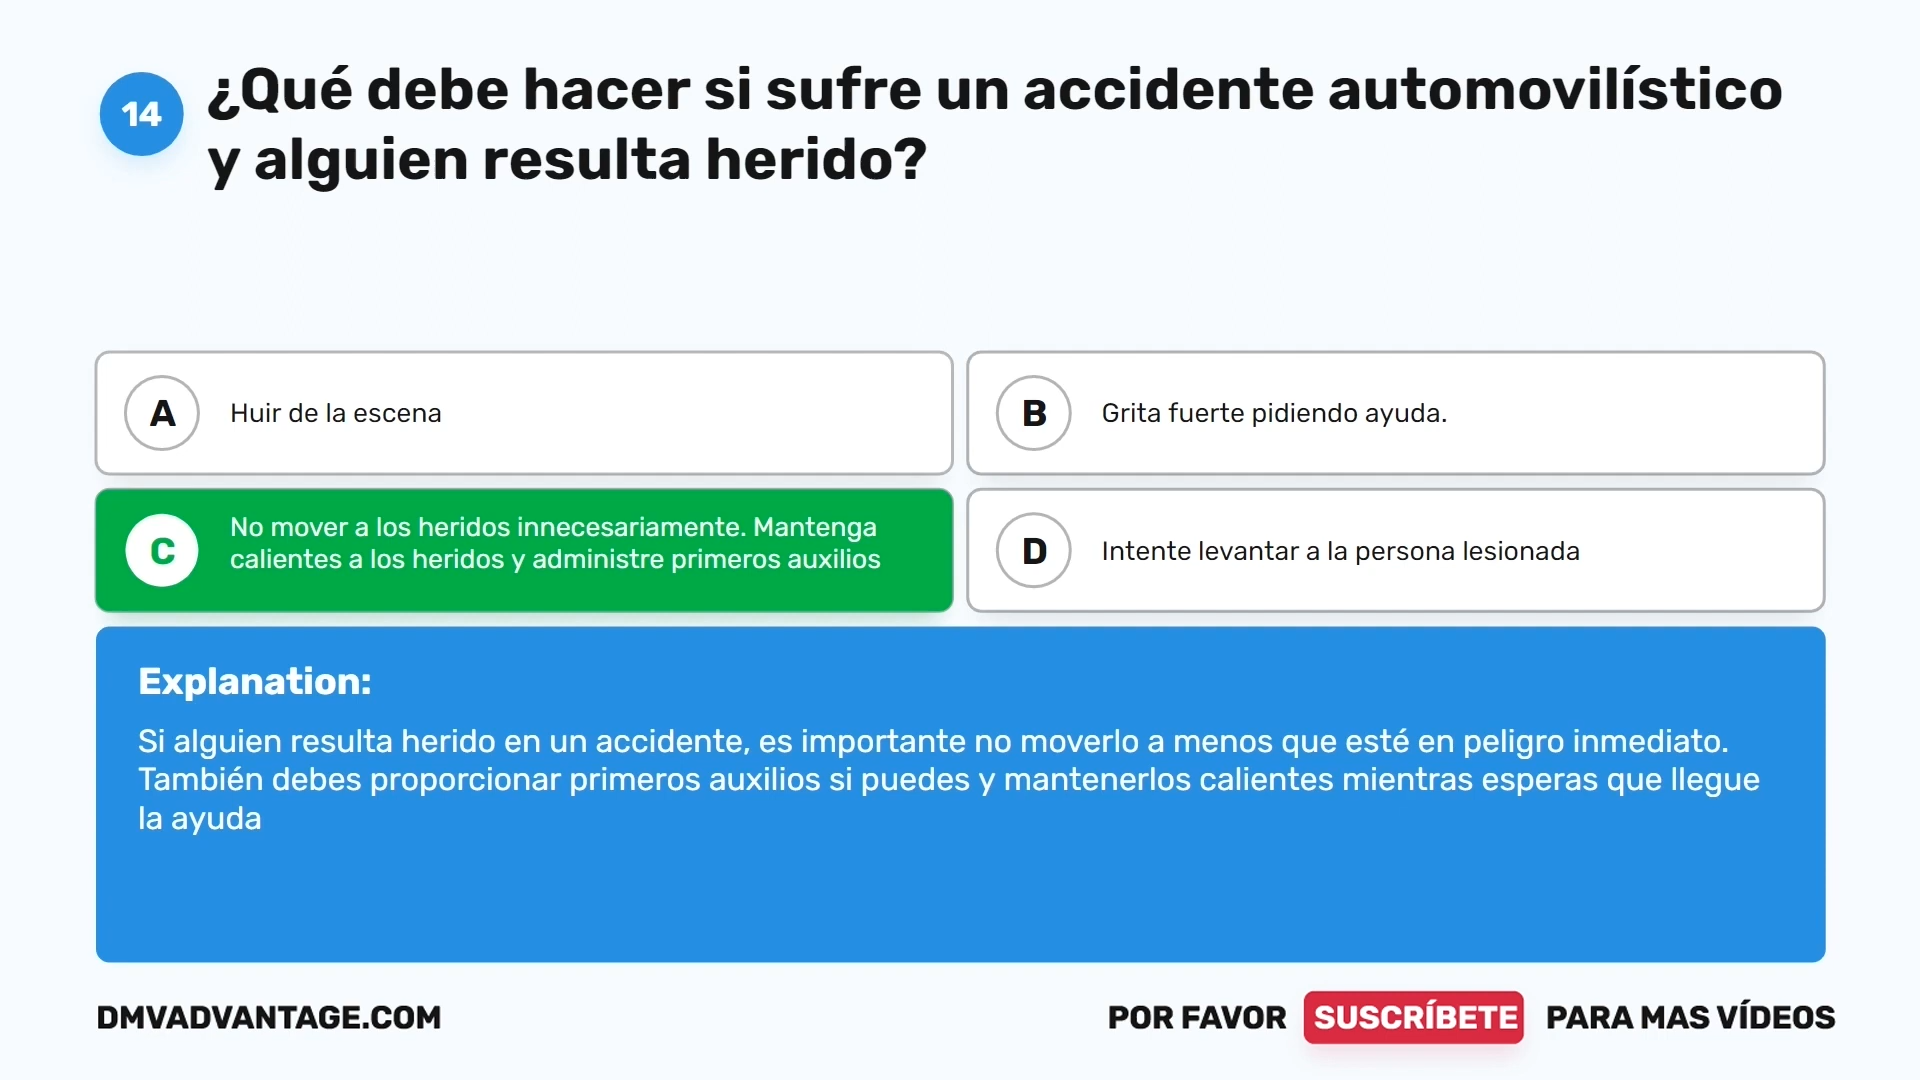 14
¿Qué debe hacer si sufre un accidente automovilístico
y alguien resulta herido?
A
Huir de la escena
B
Grita fuerte pidiendo ayuda.
C
No mover a los heridos innecesariamente. Mantenga
calientes a los heridos y administre primeros auxilios
D
Intente levantar a la persona lesionada
Explanation:
Si alguien resulta herido en un accidente, es importante no moverlo a menos que esté en peligro inmediato.
También debes proporcionar primeros auxilios si puedes y mantenerlos calientes mientras esperas que llegue
la ayuda
DMVADVANTAGE.COM
POR FAVOR SUSCRÍBETE PARA MAS VÍDEOS